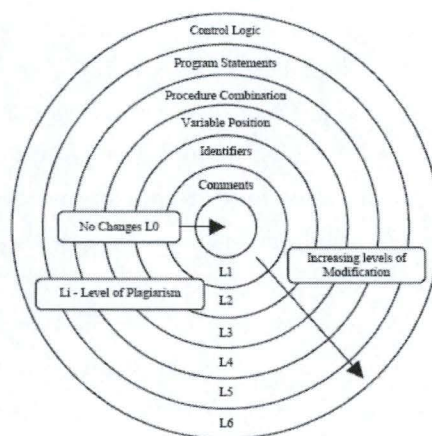 Control Logic
Program Statements
Procedure Combination
Variable Position
Identifiers
Comments
No Changes L0
L1
Increasing levels of
Modification
Li - Level of Plagiarism
L2
L3
L4
L5
L6